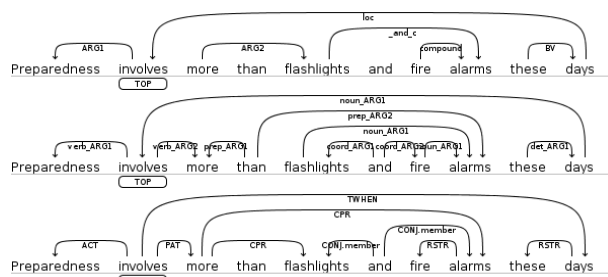 loc
_and_c
ARG1 ARG2 compound BV
Preparedness involves more than flashlights and fire alarms these days
TOP
noun_ARG1
prep_ARG2
noun_ARG1
verb_ARG1 verb_ARG2 prep_ARG1 coord_ARG1 coord_ARG2 noun_ARG1 det_ARG1
Preparedness involves more than flashlights and fire alarms these days
TOP
TWHEN
CPR
CONJ.member
ACT PAT CPR CONJ.member RSTR RSTR
Preparedness involves more than flashlights and fire alarms these days